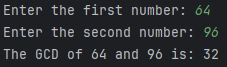 Enter the first number: 64
Enter the second number: 96
The GCD of 64 and 96 is: 32